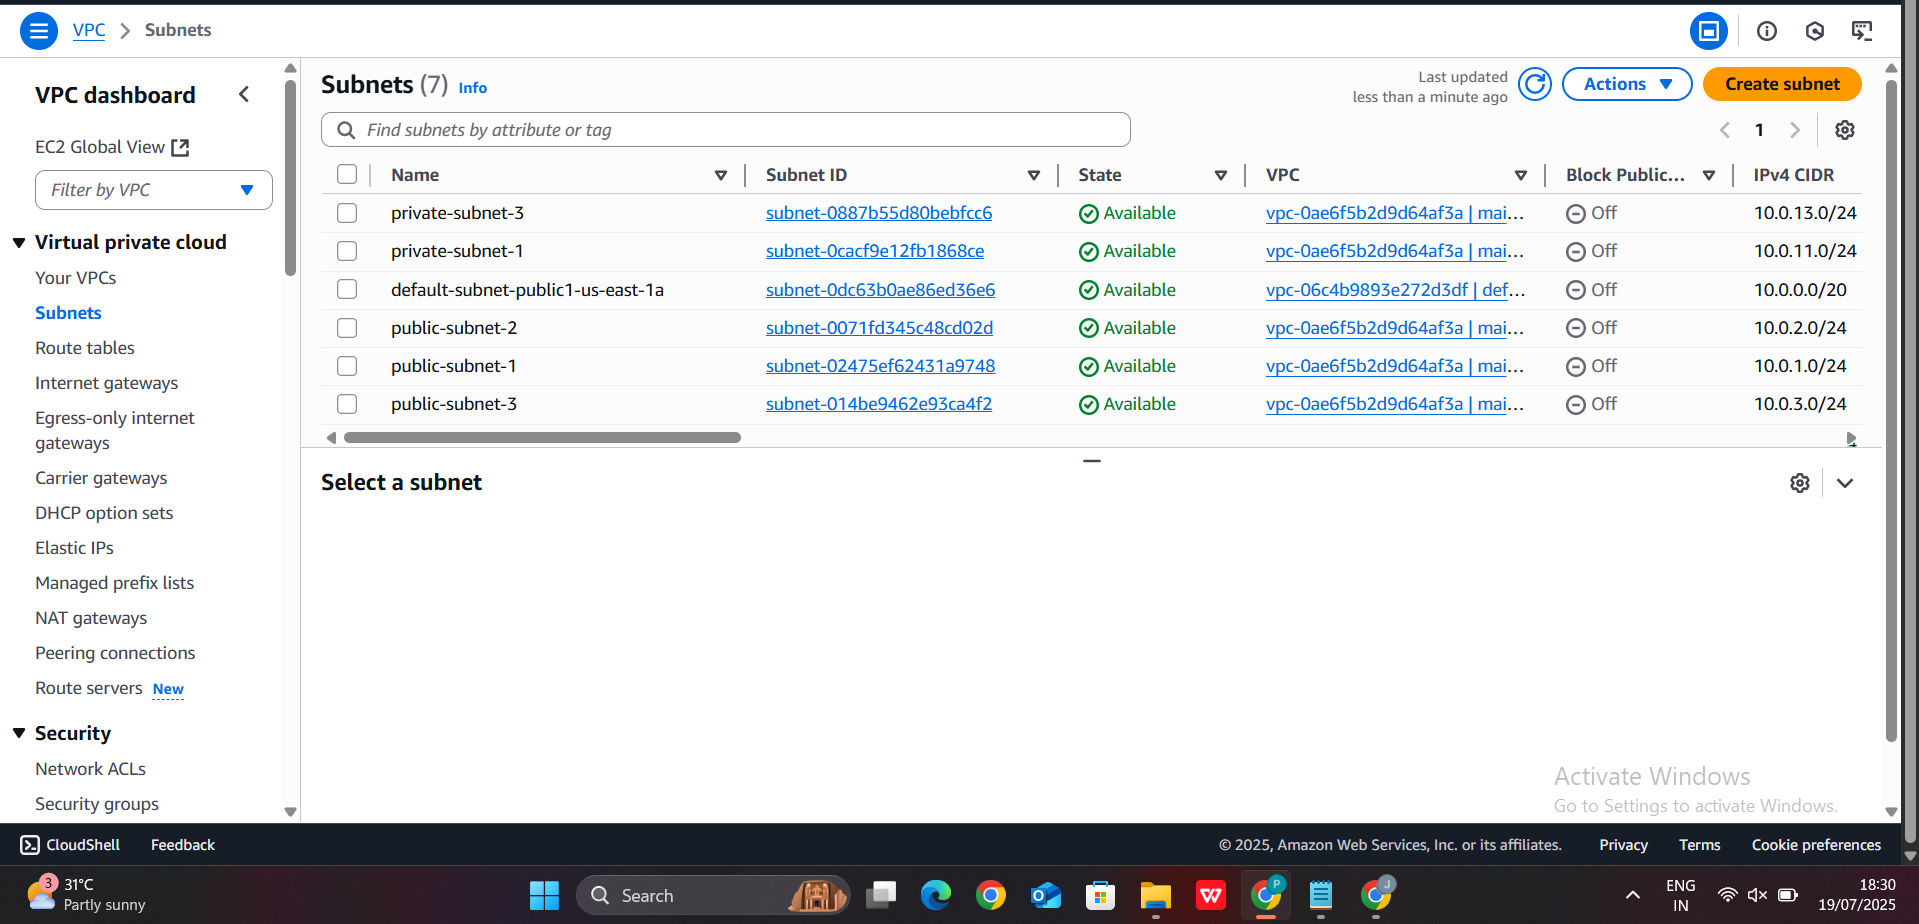 VPC > Subnets
VPC dashboard
EC2 Global View
Filter by VPC
Virtual private cloud
Your VPCs
Subnets
Route tables
Internet gateways
Egress-only internet
gateways
Carrier gateways
DHCP option sets
Elastic IPs
Managed prefix lists
NAT gateways
Peering connections
Route servers New
Security
Network ACLs
Security groups
Subnets (7) Info
Last updated
less than a minute ago
Actions
Create subnet
Find subnets by attribute or tag
1
Name Subnet ID State VPC Block Public... IPv4 CIDR
private-subnet-3 subnet-0887b55d80bebfcc6 Available vpc-0ae6f5b2d9d64af3a | mai... Off 10.0.13.0/24
private-subnet-1 subnet-0cacf9e12fb1868ce Available vpc-0ae6f5b2d9d64af3a | mai... Off 10.0.11.0/24
default-subnet-public1-us-east-1a subnet-0dc63b0ae86ed36e6 Available vpc-06c4b9893e272d3df | def... Off 10.0.0.0/20
public-subnet-2 subnet-0071fd345c48cd02d Available vpc-0ae6f5b2d9d64af3a | mai... Off 10.0.2.0/24
public-subnet-1 subnet-02475ef62431a9748 Available vpc-0ae6f5b2d9d64af3a | mai... Off 10.0.1.0/24
public-subnet-3 subnet-014be9462e93ca4f2 Available vpc-0ae6f5b2d9d64af3a | mai... Off 10.0.3.0/24
Select a subnet
Activate Windows
Go to Settings to activate Windows.
CloudShell Feedback © 2025, Amazon Web Services, Inc. or its affiliates. Privacy Terms Cookie preferences
3
31°C
Partly sunny
Search
P
J
ENG
IN
18:30
19/07/2025